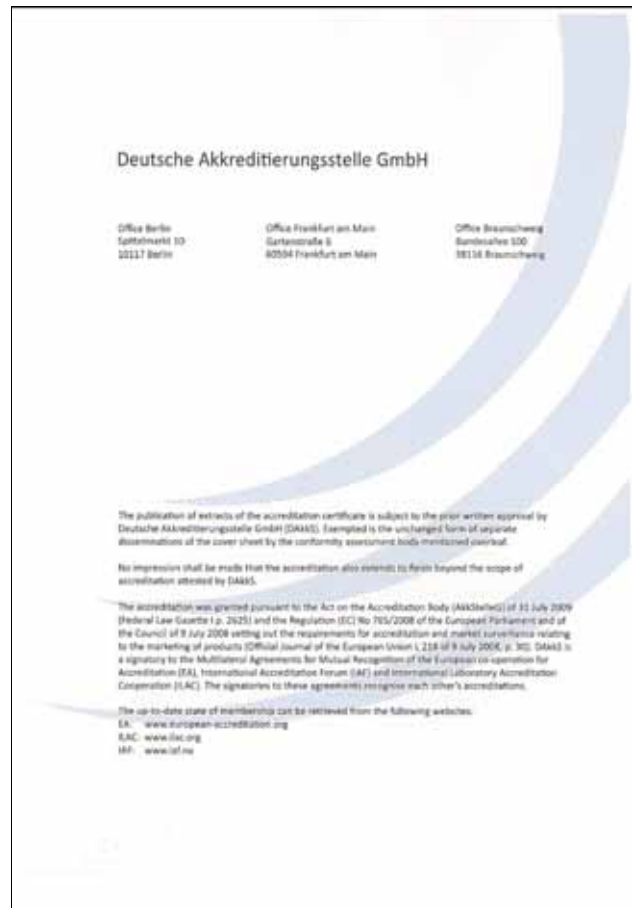 Deutsche Akkreditierungsstelle GmbH
Office Berlin
Spittelmarkt 10
10117 Berlin
Office Frankfurt am Main
Gartenstraße 6
60594 Frankfurt am Main
Office Braunschweig
Bundesallee 100
38116 Braunschweig
The publication of extracts of the accreditation certificate is subject to the prior written approval by
Deutsche Akkreditierungsstelle GmbH (DAkkS). Exempted is the unchanged form of separate
disseminations of the cover sheet by the conformity assessment body mentioned overleaf.
No impression shall be made that the accreditation also extends to fields beyond the scope of
accreditation attested by DAkkS.
The accreditation was granted pursuant to the Act on the Accreditation Body (AkkStelleG) of 31 July 2009
(Federal Law Gazette I p. 2625) and the Regulation (EC) No 765/2008 of the European Parliament and of
the Council of 9 July 2008 setting out the requirements for accreditation and market surveillance relating
to the marketing of products (Official Journal of the European Union L 218 of 9 July 2008, p. 30). DAkkS is
a signatory to the Multilateral Agreements for Mutual Recognition of the European co-operation for
Accreditation (EA), International Accreditation Forum (IAF) and International Laboratory Accreditation
Cooperation (ILAC). The signatories to these agreements recognise each other's accreditations.
The up-to-date state of membership can be retrieved from the following websites:
EA: www.european-accreditation.org
ILAC: www.ilac.org
IAF: www.iaf.nu